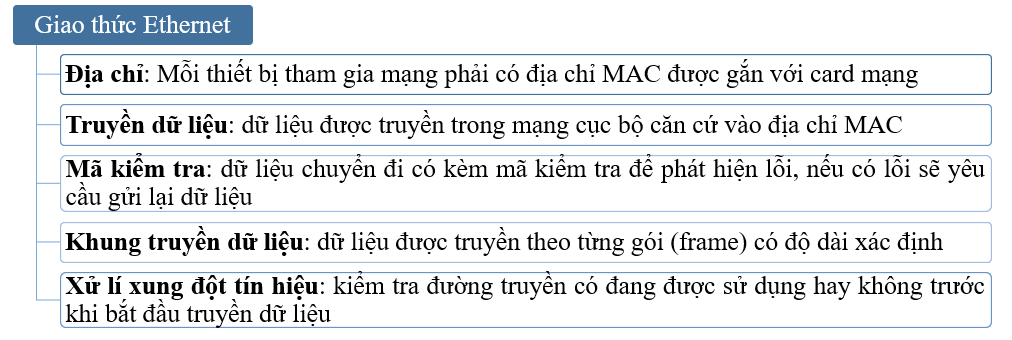 Giao thức Ethernet
Địa chỉ: Mỗi thiết bị tham gia mạng phải có địa chỉ MAC được gắn với card mạng
Truyền dữ liệu: dữ liệu được truyền trong mạng cục bộ căn cứ vào địa chỉ MAC
Mã kiểm tra: dữ liệu chuyển đi có kèm mã kiểm tra để phát hiện lỗi, nếu có lỗi sẽ yêu
cầu gửi lại dữ liệu
Khung truyền dữ liệu: dữ liệu được truyền theo từng gói (frame) có độ dài xác định
Xử lí xung đột tín hiệu: kiểm tra đường truyền có đang được sử dụng hay không trước
khi bắt đầu truyền dữ liệu